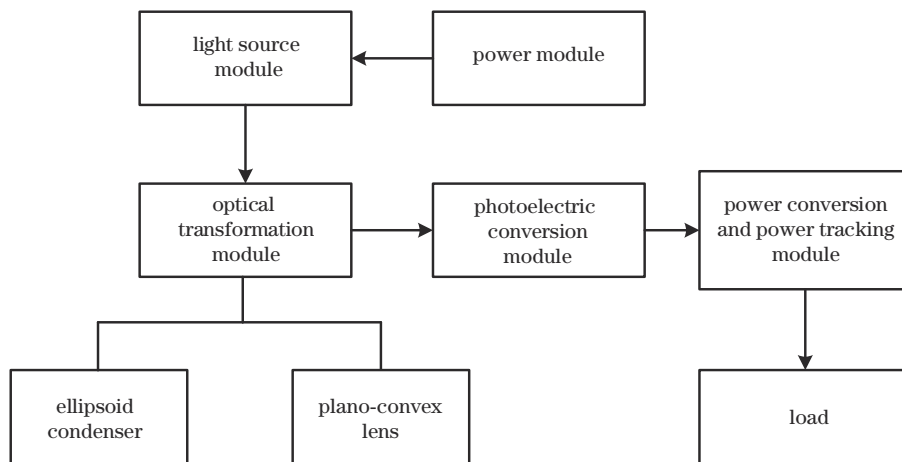 light source
module
power module
optical
transformation
module
photoelectric
conversion
module
power conversion
and power tracking
module
ellipsoid
condenser
plano-convex
lens
load